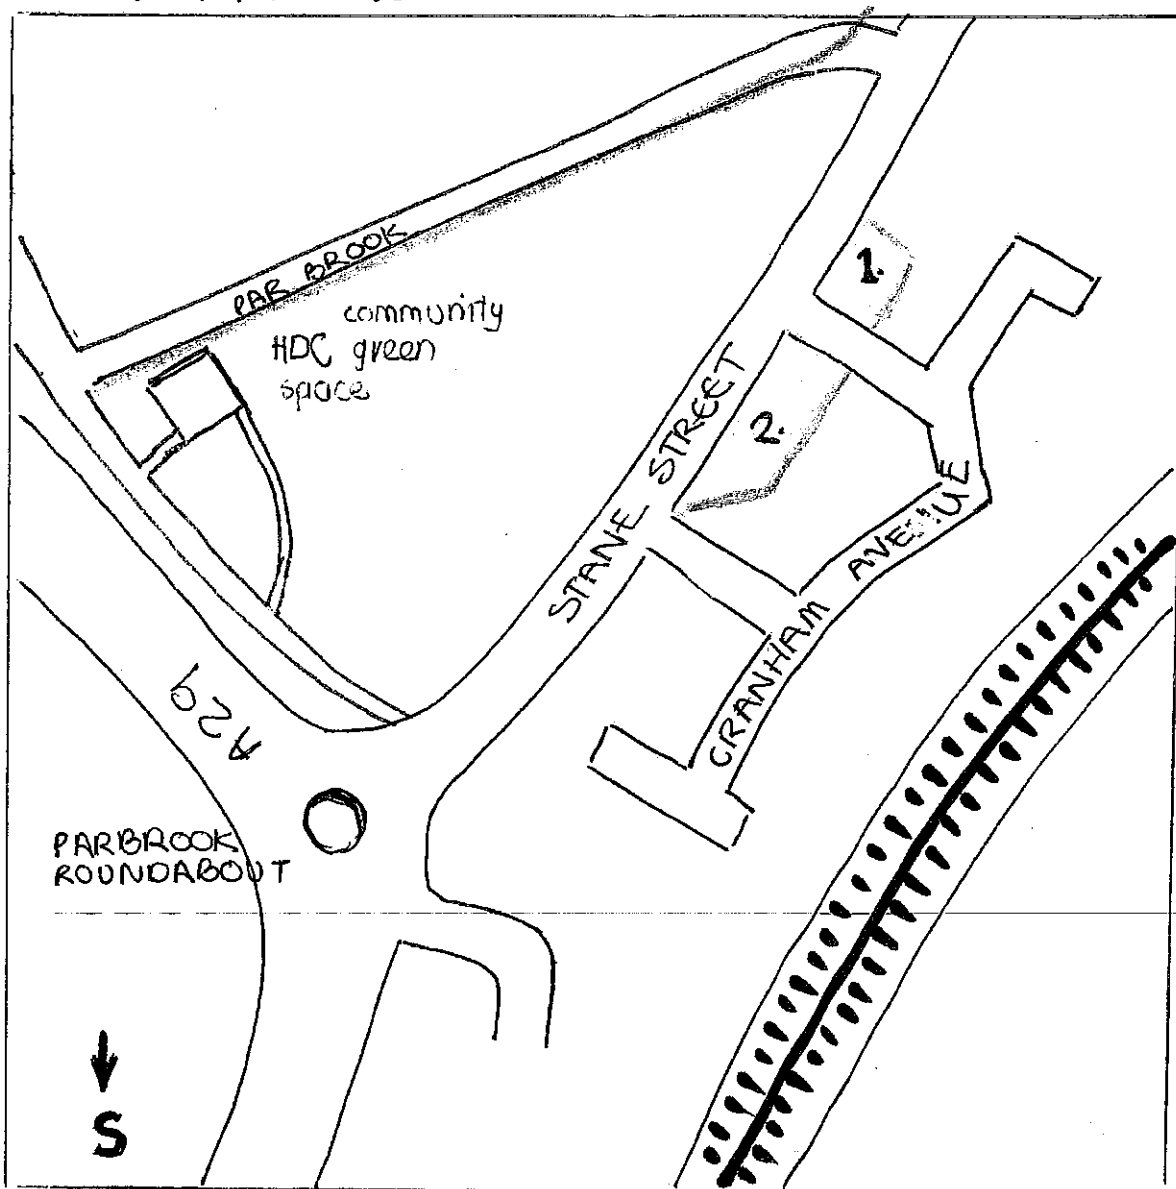 PAR BROOK
community
HDC green
space
1.
2.
STANE STREET
CRANHAM AVENUE
A29
PARBROOK
ROUNDABOUT
S